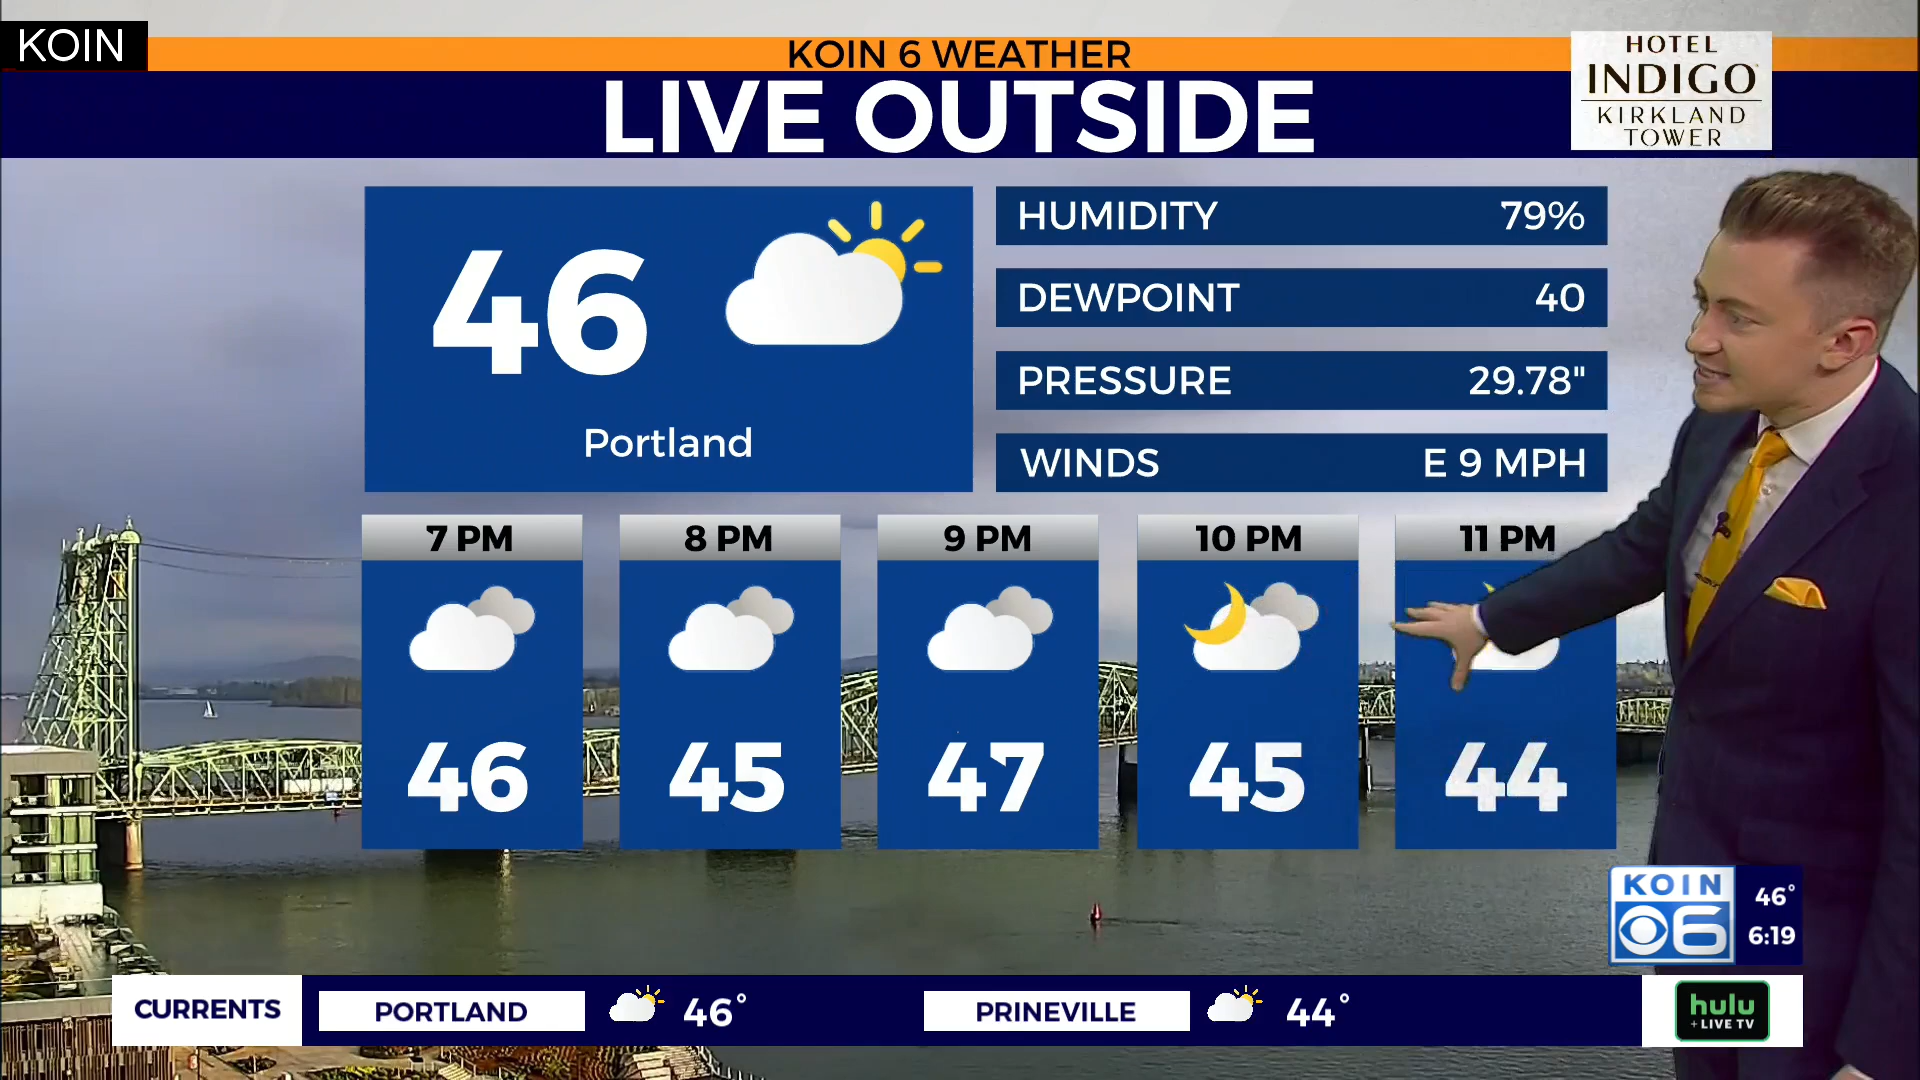 KOIN
KOIN 6 WEATHER
LIVE OUTSIDE
HOTEL
INDIGO
KIRKLAND
TOWER
46
Portland
HUMIDITY 79%
DEWPOINT 40
PRESSURE 29.78"
WINDS E 9 MPH
7 PM 8 PM 9 PM 10 PM 11 PM
46 45 47 45 44
KOIN
6
46°
6:19
CURRENTS PORTLAND 46° PRINEVILLE 44°
hulu
+ LIVE TV